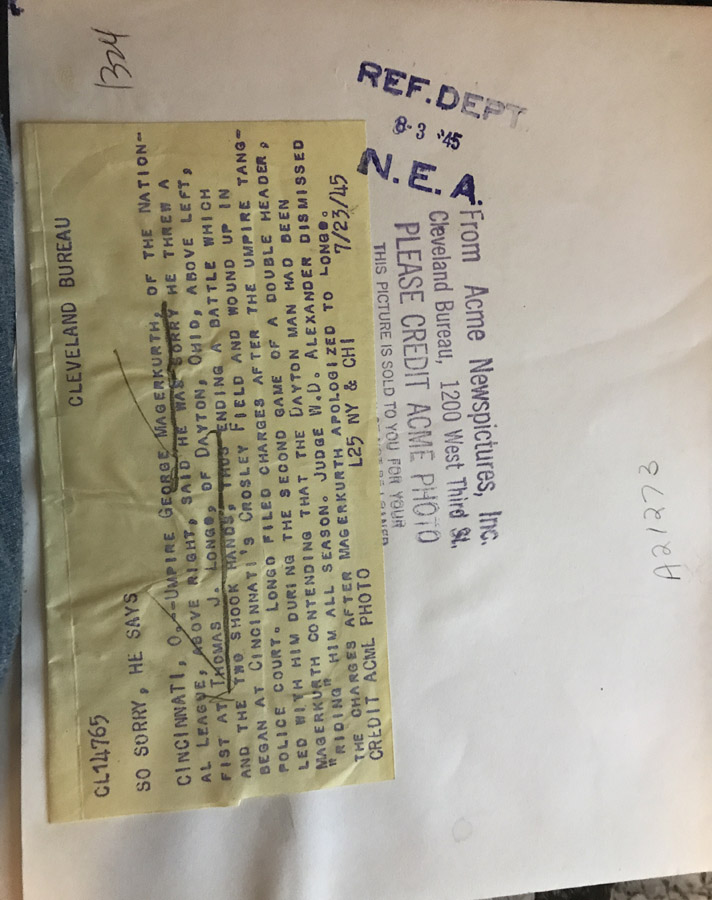 1324
REF.DEPT
8-3-'45
N.E.A.
From Acme Newspictures, Inc.
Cleveland Bureau, 1200 West Third St.
PLEASE CREDIT ACME PHOTO
THIS PICTURE IS SOLD TO YOU FOR YOUR
A21273
CL14765 CLEVELAND BUREAU
SO SORRY, HE SAYS
CINCINNATI, O.--UMPIRE GEORGE MAGERKURTH, OF THE NATION-
AL LEAGUE, ABOVE RIGHT, SAID HE WAS SORRY HE THREW A
FIST AT THOMAS J. LONGO, OF DAYTON, OHIO, ABOVE LEFT,
AND THE TWO SHOOK HANDS, THUS ENDING A BATTLE WHICH
BEGAN AT CINCINNATI'S CROSLEY FIELD AND WOUND UP IN
POLICE COURT. LONGO FILED CHARGES AFTER THE UMPIRE TANG-
LED WITH HIM DURING THE SECOND GAME OF A DOUBLE HEADER,
MAGERKURTH CONTENDING THAT THE DAYTON MAN HAD BEEN
"RIDING" HIM ALL SEASON. JUDGE W.D. ALEXANDER DISMISSED
THE CHARGES AFTER MAGERKURTH APOLOGIZED TO LONGO.
CREDIT ACME PHOTO L25 NY & CHI 7/23/45